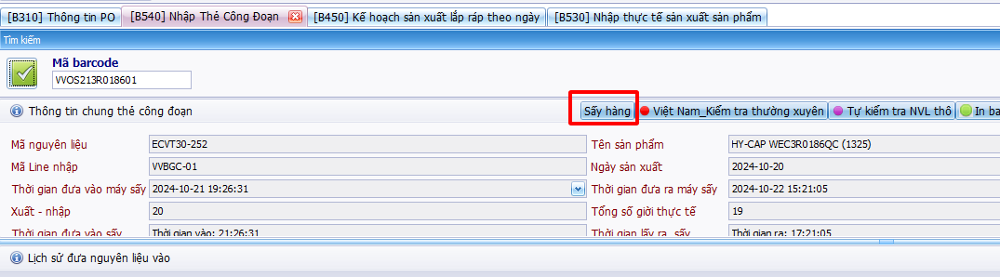 [B310] Thông tin PO [B540] Nhập Thẻ Công Đoạn [B450] Kế hoạch sản xuất lắp ráp theo ngày [B530] Nhập thực tế sản xuất sản phẩm
Tìm kiếm
Mã barcode
VVOS213R018601
Thông tin chung thẻ công đoạn Sấy hàng Việt Nam_Kiểm tra thường xuyên Tự kiểm tra NVL thô In ba
Mã nguyên liệu ECVT30-252 Tên sản phẩm HY-CAP WEC3R0186QC (1325)
Mã Line nhập VVBGC-01 Ngày sản xuất 2024-10-20
Thời gian đưa vào máy sấy 2024-10-21 19:26:31 Thời gian đưa ra máy sấy 2024-10-22 15:21:05
Xuất - nhập 20 Tổng số giời thực tế 19
Thời gian đưa vào sấy Thời gian vào: 21:26:31 Thời gian lấy ra, sấy Thời gian ra: 17:21:05
Lịch sử đưa nguyên liệu vào